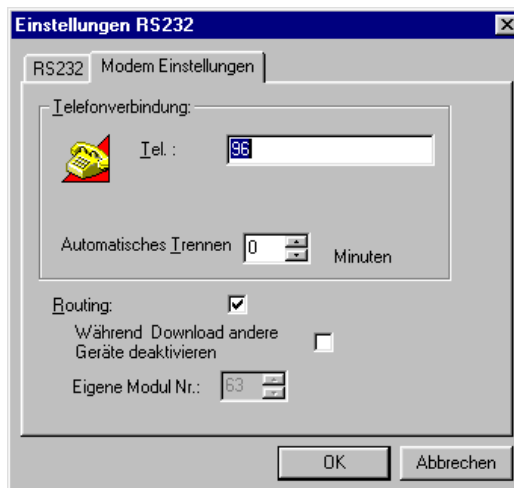 Einstellungen RS232
RS232 Modem Einstellungen
Telefonverbindung:
Tel. : 96
Automatisches Trennen 0 Minuten
Routing:
Während Download andere
Geräte deaktivieren
Eigene Modul Nr.: 63
OK Abbrechen